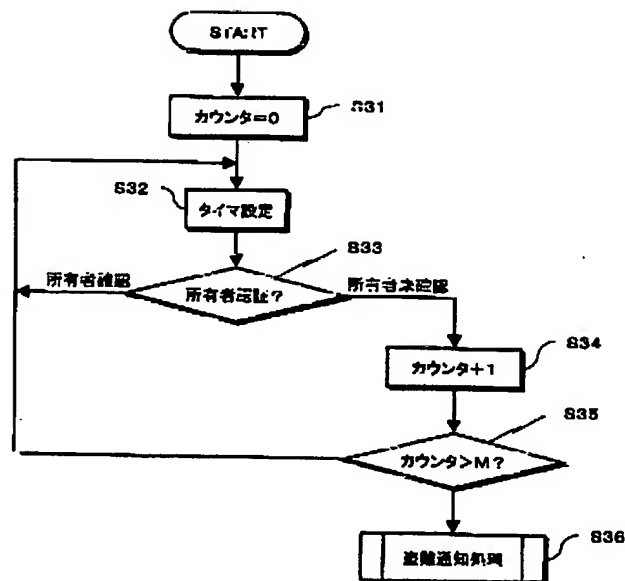 START
カウンタ=0
S31
S32
タイマ設定
S33
所有者確認
所有者認証?
所有者未確認
S34
カウンタ+1
S35
カウンタ>M?
盗難通知処理
S36